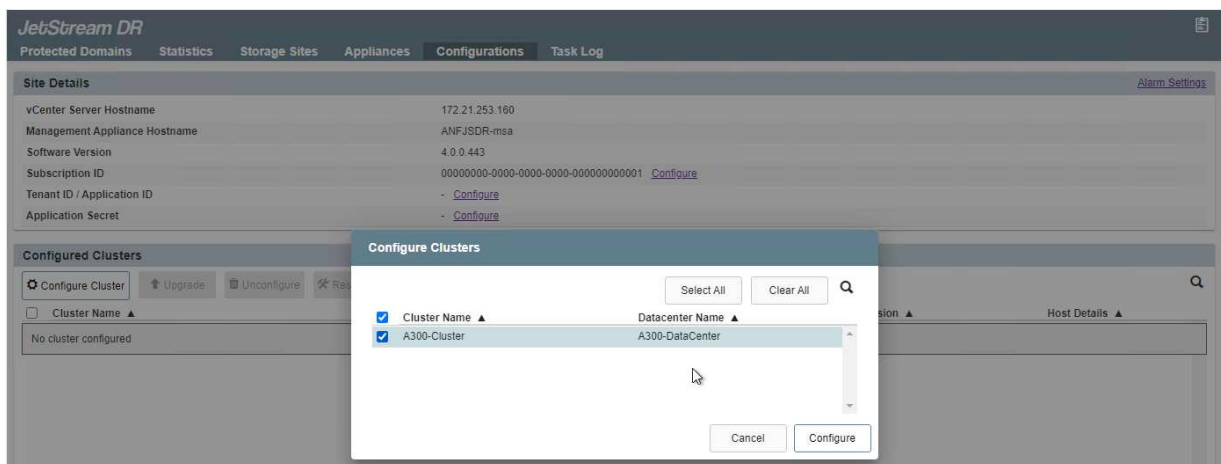 JetStream DR
Protected Domains Statistics Storage Sites Appliances Configurations Task Log
Site Details Alarm Settings
vCenter Server Hostname 172.21.253.160
Management Appliance Hostname ANFJSDR-msa
Software Version 4.0.0.443
Subscription ID 00000000-0000-0000-0000-000000000001 Configure
Tenant ID / Application ID - Configure
Application Secret - Configure
Configured Clusters
Configure Cluster Upgrade Unconfigure Res
Cluster Name ▲ sion ▲ Host Details ▲
No cluster configured
Configure Clusters
Select All Clear All
Cluster Name ▲ Datacenter Name ▲
A300-Cluster A300-DataCenter
Cancel Configure